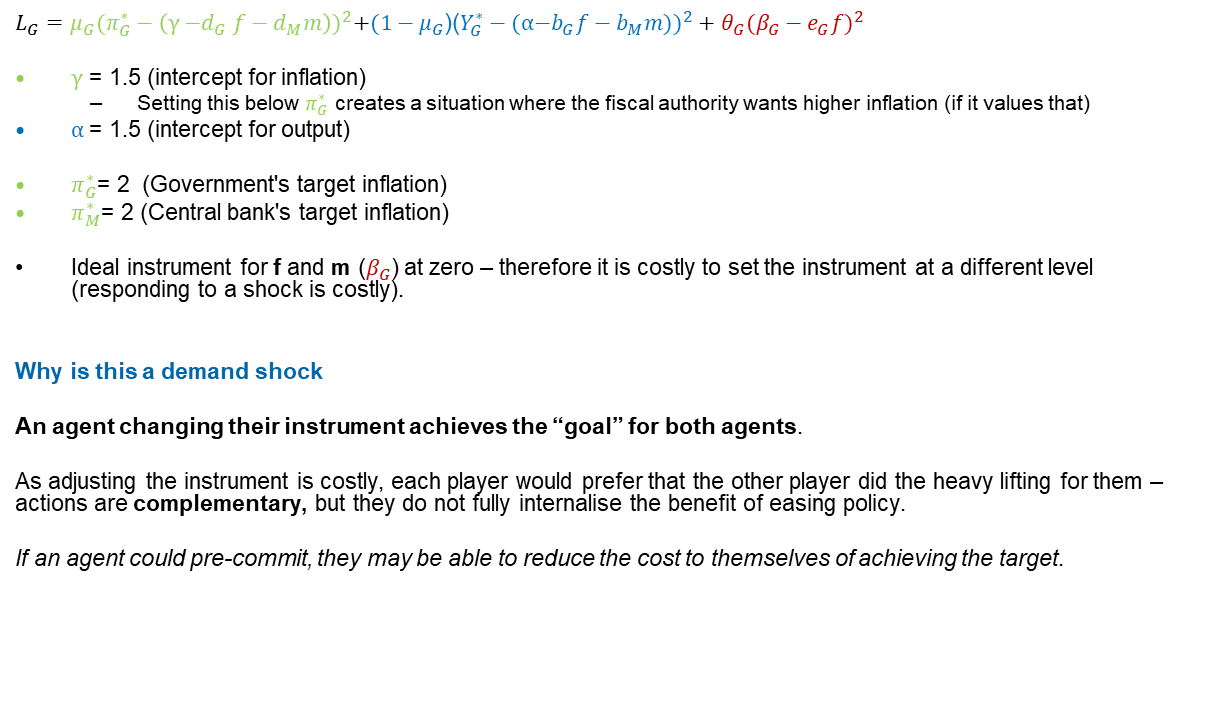 L_G = μ_G(π*_G − (γ −d_G f − d_M m))²+(1 − μ_G)(Y*_G − (α−b_G f − b_M m))² + θ_G(β_G − e_G f)²
• γ = 1.5 (intercept for inflation)
– Setting this below π*_G creates a situation where the fiscal authority wants higher inflation (if it values that)
• α = 1.5 (intercept for output)
• π*_G= 2 (Government's target inflation)
• π*_M= 2 (Central bank's target inflation)
• Ideal instrument for f and m (β_G) at zero – therefore it is costly to set the instrument at a different level
(responding to a shock is costly).
Why is this a demand shock
An agent changing their instrument achieves the “goal” for both agents.
As adjusting the instrument is costly, each player would prefer that the other player did the heavy lifting for them –
actions are complementary, but they do not fully internalise the benefit of easing policy.
If an agent could pre-commit, they may be able to reduce the cost to themselves of achieving the target.